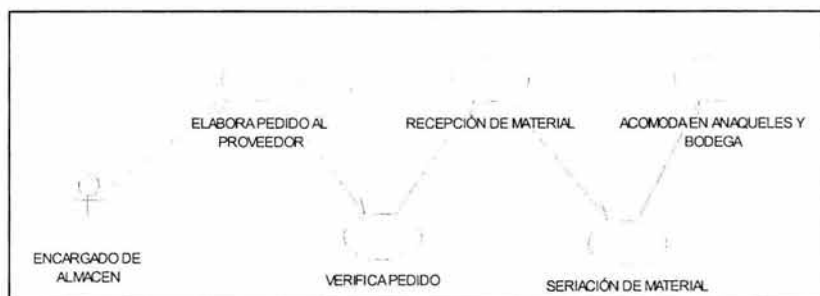 ELABORA PEDIDO AL
PROVEEDOR
RECEPCIÓN DE MATERIAL
ACOMODA EN ANAQUELES Y
BODEGA
ENCARGADO DE
ALMACEN
VERIFICA PEDIDO
SERIACIÓN DE MATERIAL